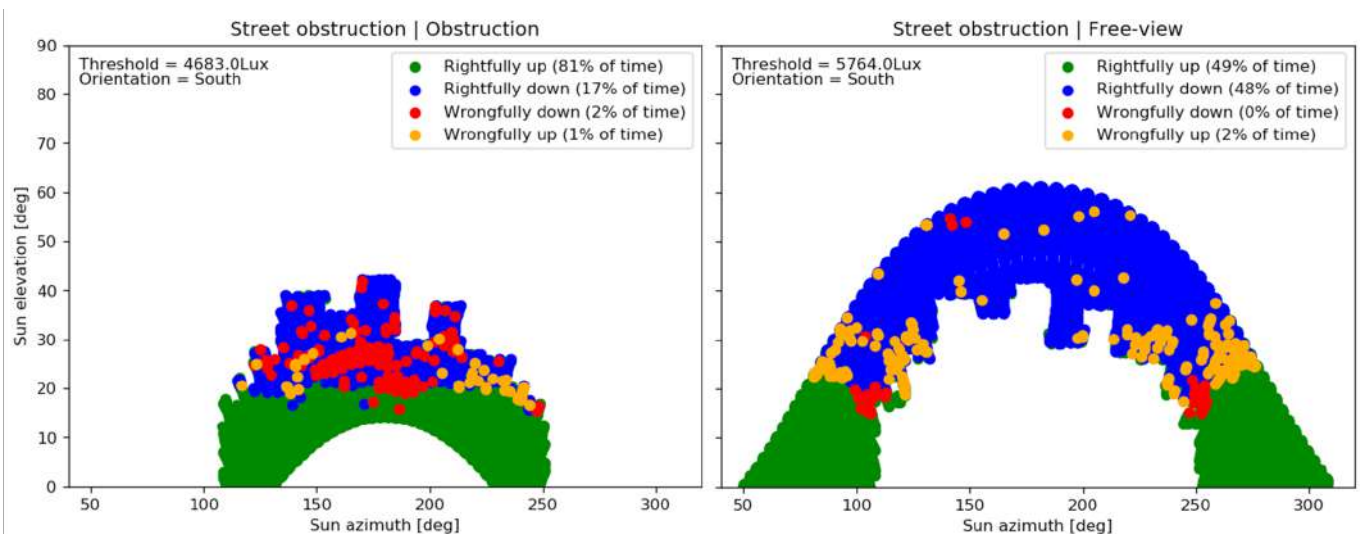 Street obstruction | Obstruction
Threshold = 4683.0Lux
Orientation = South
Rightfully up (81% of time)
Rightfully down (17% of time)
Wrongfully down (2% of time)
Wrongfully up (1% of time)
90
80
70
60
50
40
30
20
10
0
Sun elevation [deg]
50 100 150 200 250 300
Sun azimuth [deg]
Street obstruction | Free-view
Threshold = 5764.0Lux
Orientation = South
Rightfully up (49% of time)
Rightfully down (48% of time)
Wrongfully down (0% of time)
Wrongfully up (2% of time)
50 100 150 200 250 300
Sun azimuth [deg]